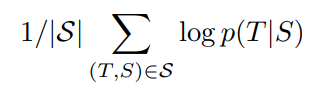 1/|𝒮| ∑ log p(T|S)
(T,S)∈𝒮